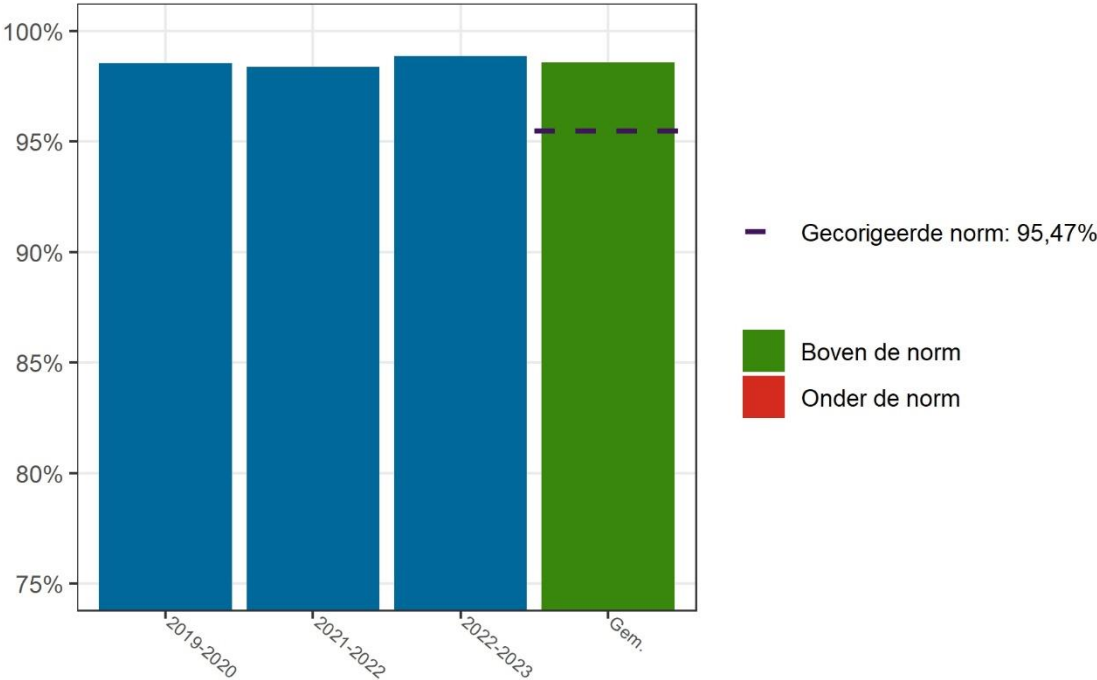 100%
95%
90%
85%
80%
75%
2019-2020
2021-2022
2022-2023
Gem.
Gecorigeerde norm: 95,47%
Boven de norm
Onder de norm